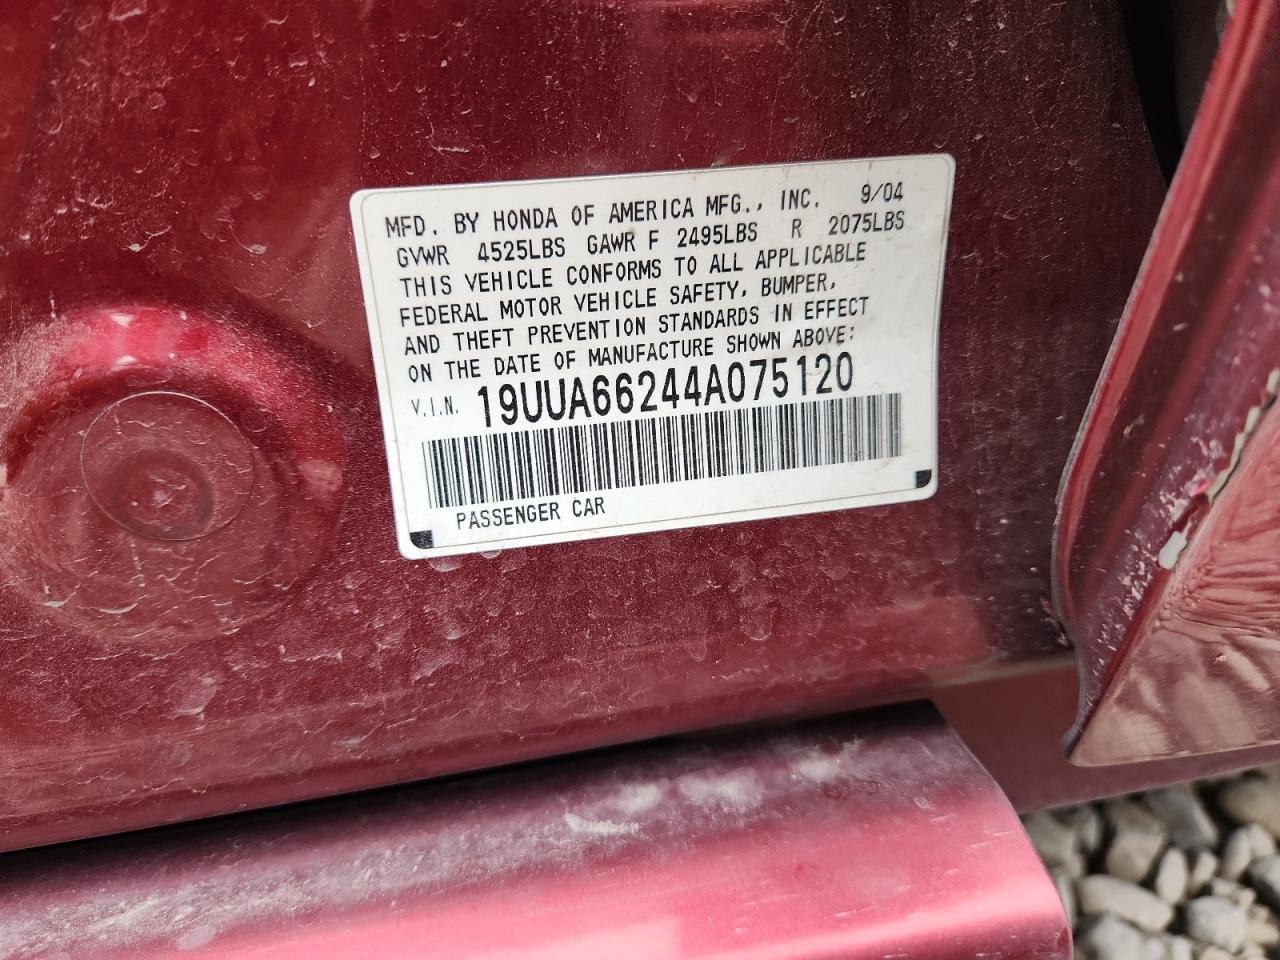 MFD. BY HONDA OF AMERICA MFG., INC. 9/04
GVWR 4525LBS GAWR F 2495LBS R 2075LBS
THIS VEHICLE CONFORMS TO ALL APPLICABLE
FEDERAL MOTOR VEHICLE SAFETY, BUMPER,
AND THEFT PREVENTION STANDARDS IN EFFECT
ON THE DATE OF MANUFACTURE SHOWN ABOVE:
V.I.N. 19UUA66244A075120
PASSENGER CAR